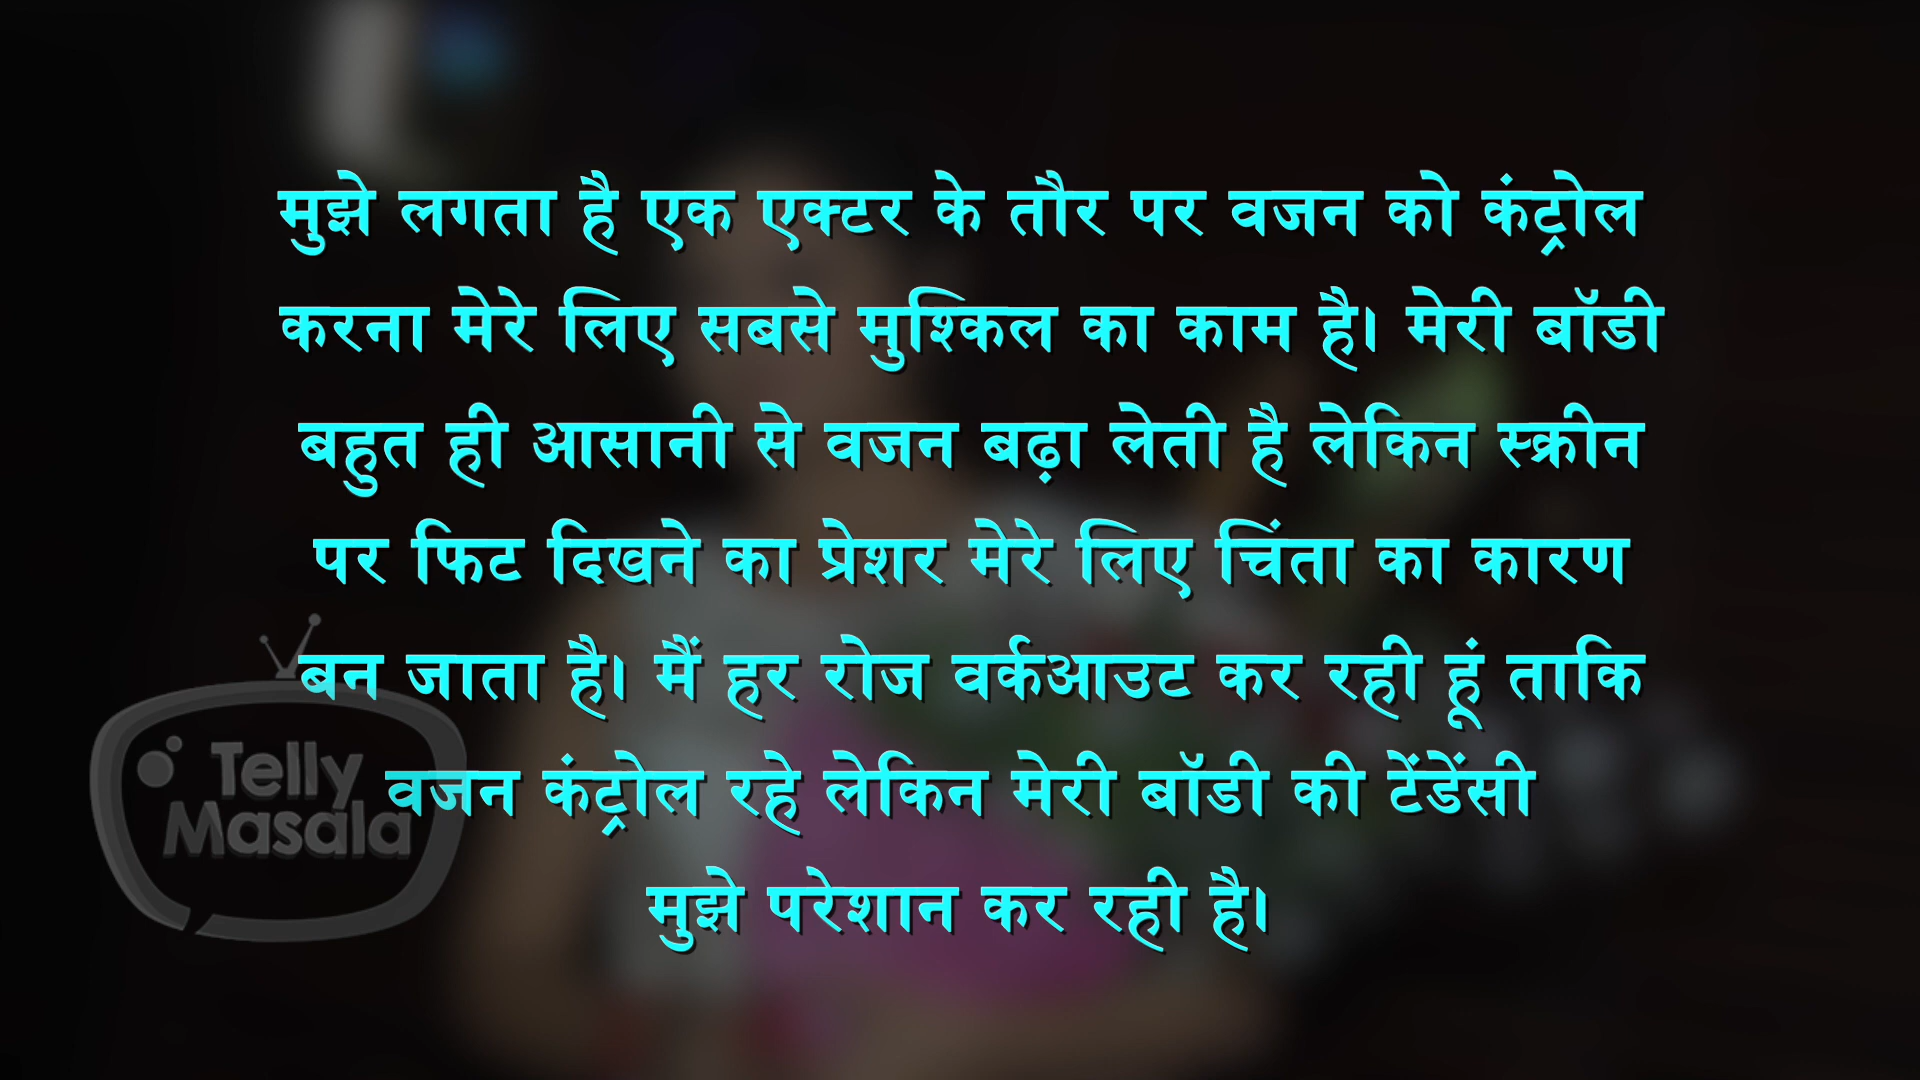 मुझे लगता है एक एक्टर के तौर पर वजन को कंट्रोल
करना मेरे लिए सबसे मुश्किल का काम है। मेरी बॉडी
बहुत ही आसानी से वजन बढ़ा लेती है लेकिन स्क्रीन
पर फिट दिखने का प्रेशर मेरे लिए चिंता का कारण
बन जाता है। मैं हर रोज वर्कआउट कर रही हूं ताकि
वजन कंट्रोल रहे लेकिन मेरी बॉडी की टेंडेंसी
मुझे परेशान कर रही है।
Telly
Masala